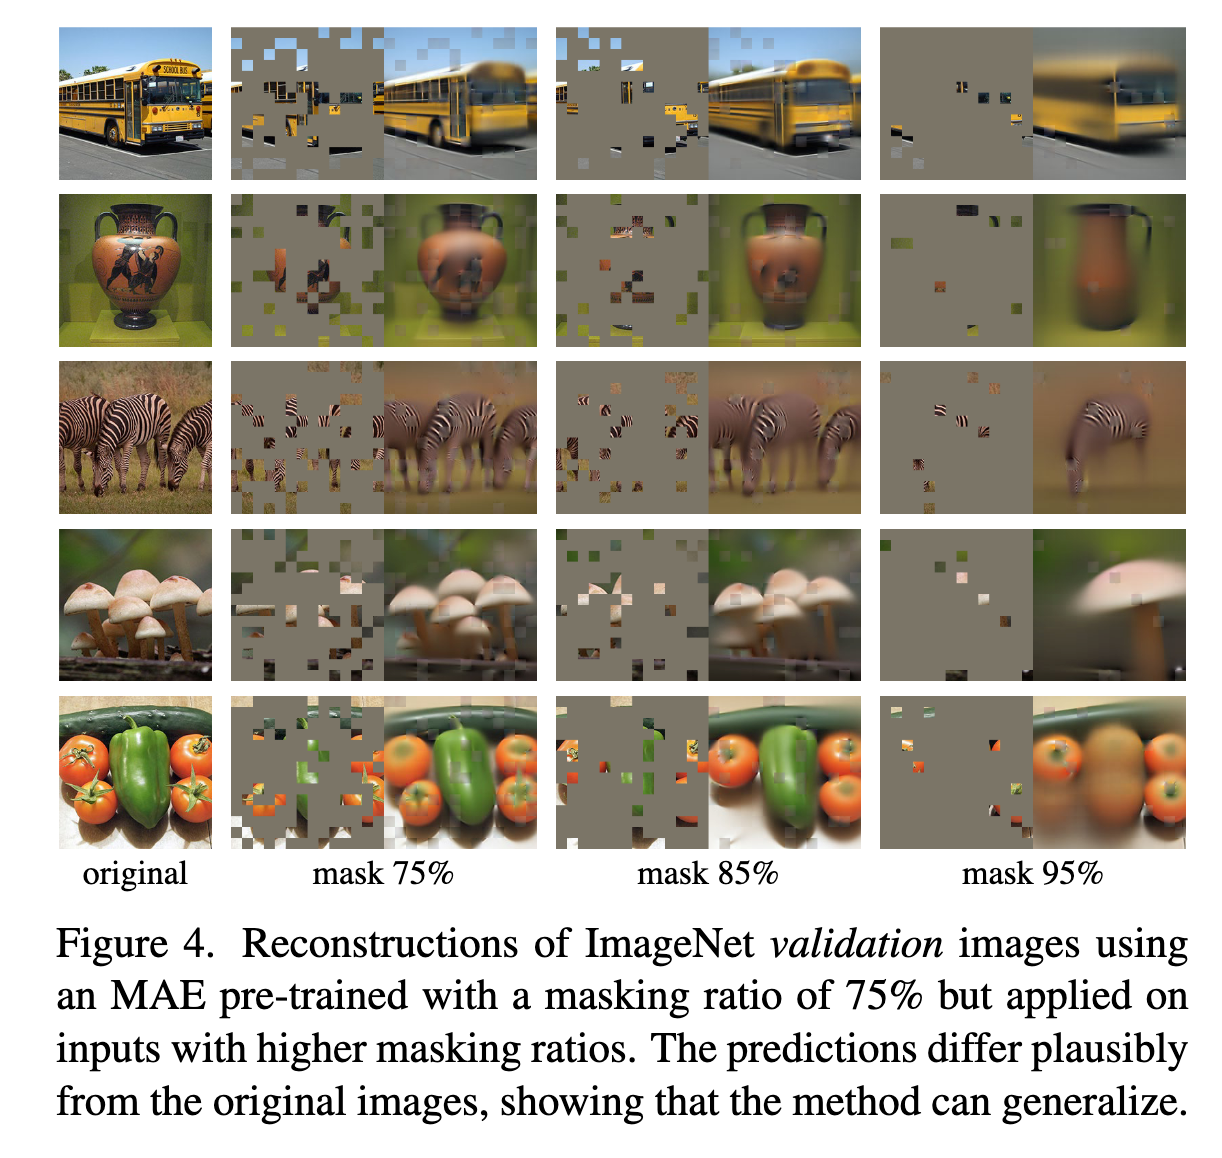 SCHOOL BUS
original
mask 75%
mask 85%
mask 95%
Figure 4. Reconstructions of ImageNet validation images using
an MAE pre-trained with a masking ratio of 75% but applied on
inputs with higher masking ratios. The predictions differ plausibly
from the original images, showing that the method can generalize.